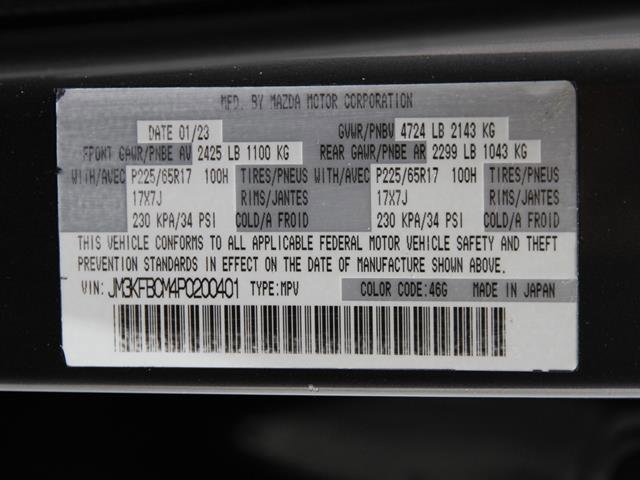 MFD. BY MAZDA MOTOR CORPORATION
DATE 01/23 GVWR/PNBV 4724 LB 2143 KG
FRONT GAWR/PNBE AV 2425 LB 1100 KG REAR GAWR/PNBE AR 2299 LB 1043 KG
WITH/AVEC P225/65R17 100H TIRES/PNEUS WITH/AVEC P225/65R17 100H TIRES/PNEUS
17X7J RIMS/JANTES 17X7J RIMS/JANTES
230 KPA/34 PSI COLD/A FROID 230 KPA/34 PSI COLD/A FROID
THIS VEHICLE CONFORMS TO ALL APPLICABLE FEDERAL MOTOR VEHICLE SAFETY AND THEFT
PREVENTION STANDARDS IN EFFECT ON THE DATE OF MANUFACTURE SHOWN ABOVE.
VIN: JM3KFBCM4P0200401 TYPE:MPV COLOR CODE:46G MADE IN JAPAN